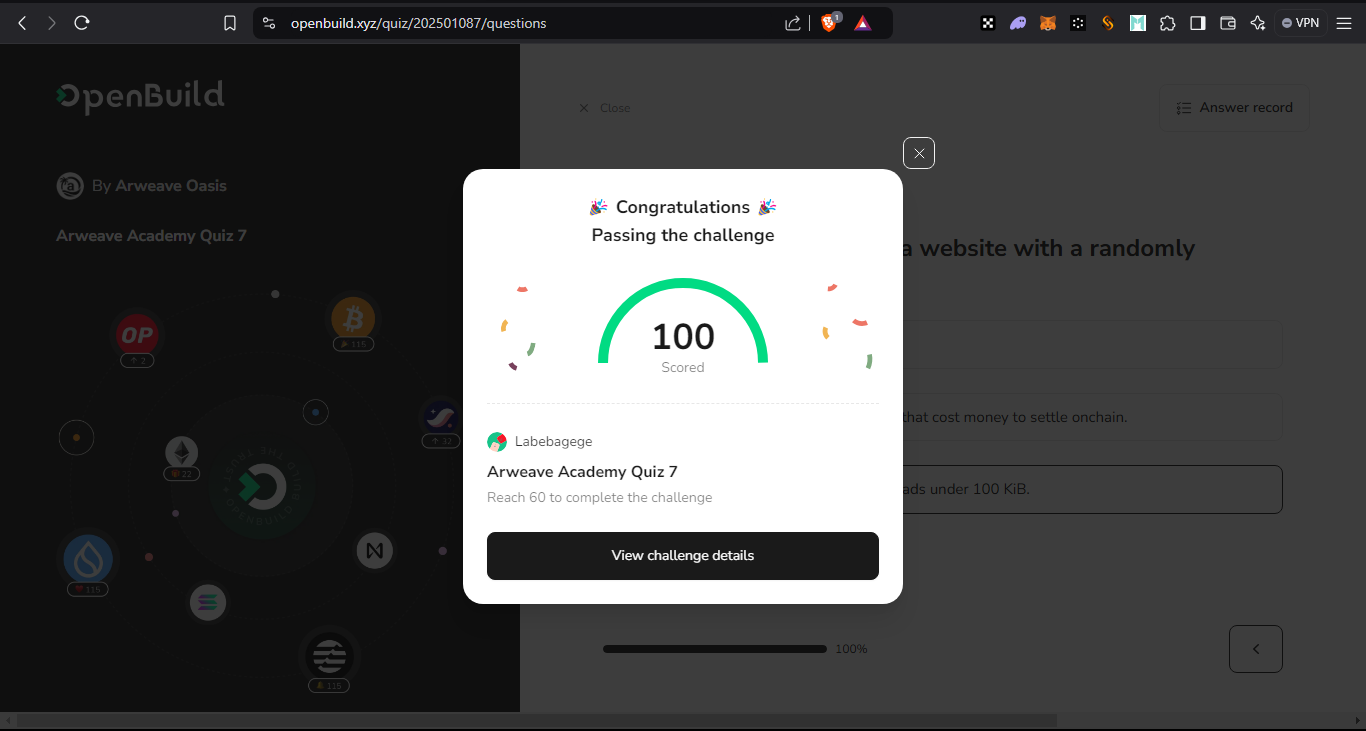 openbuild.xyz/quiz/202501087/questions
1
VPN
OpenBuild
Close
Answer record
By Arweave Oasis
Arweave Academy Quiz 7
a website with a randomly
that cost money to settle onchain.
ads under 100 KiB.
OP
2
115
32
22
115
115
🎉 Congratulations 🎉
Passing the challenge
100
Scored
Labebagege
Arweave Academy Quiz 7
Reach 60 to complete the challenge
View challenge details
100%